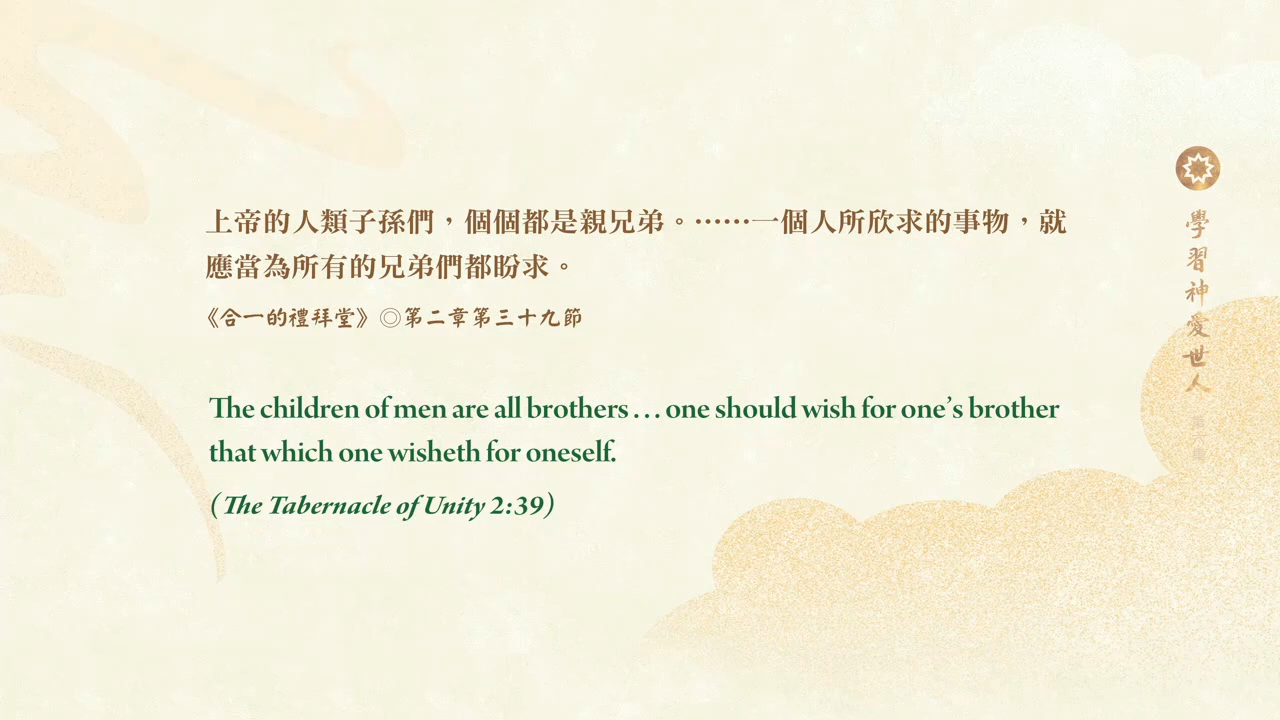 上帝的人類子孫們，個個都是親兄弟。……一個人所欣求的事物，就
應當為所有的兄弟們都盼求。
《合一的禮拜堂》◎第二章第三十九節
The children of men are all brothers . . . one should wish for one’s brother
that which one wisheth for oneself.
(The Tabernacle of Unity 2:39)
學習神愛世人